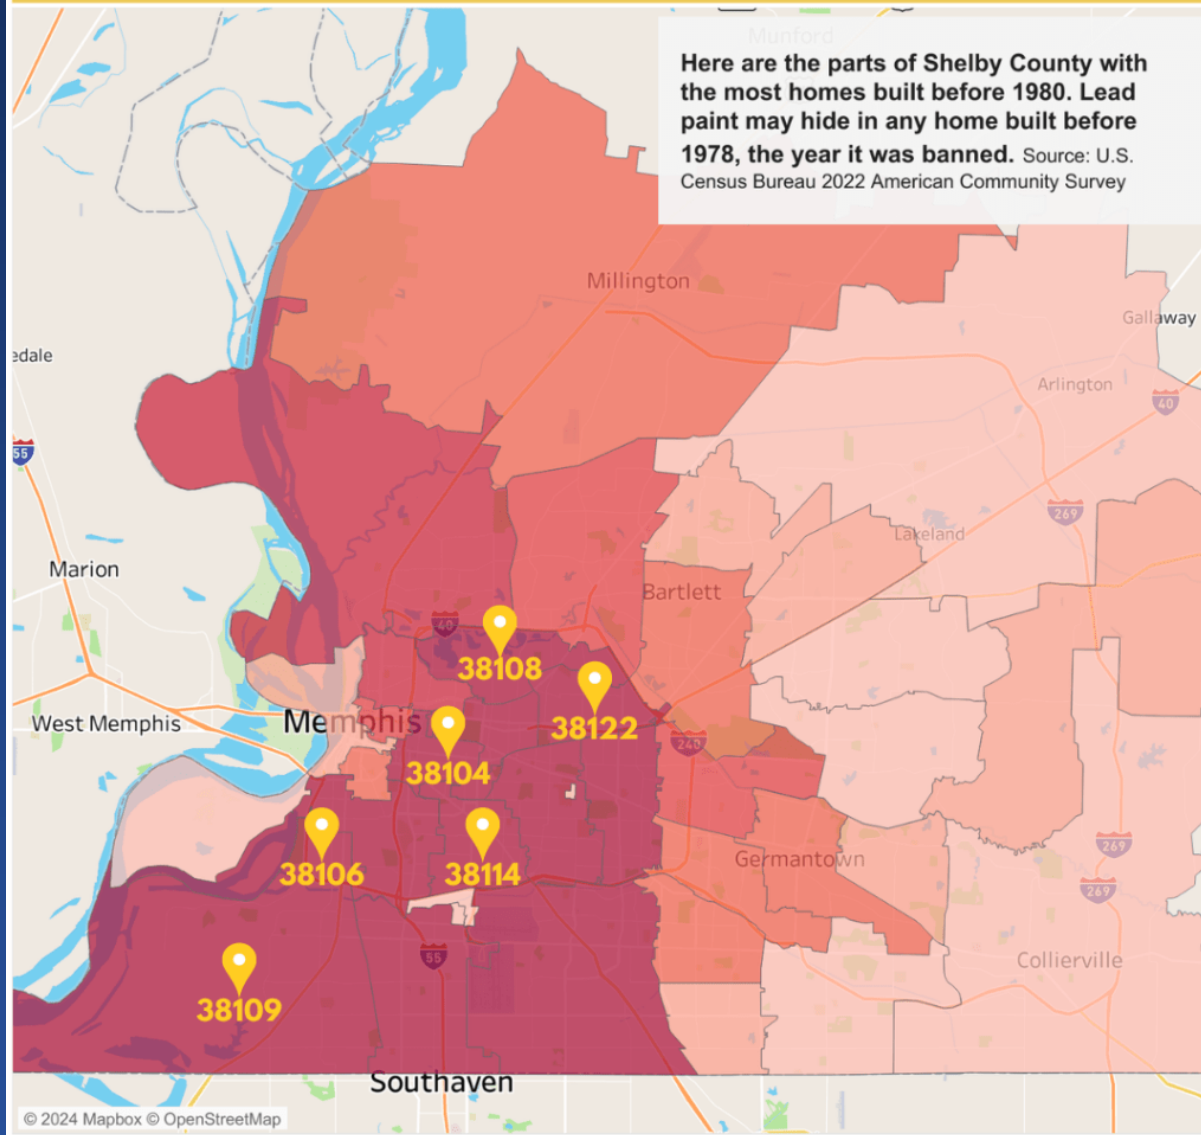 Munford
Here are the parts of Shelby County with
the most homes built before 1980. Lead
paint may hide in any home built before
1978, the year it was banned. Source: U.S.
Census Bureau 2022 American Community Survey
Millington
Gallaway
edale
Arlington
40
55
269
Lakeland
Marion
Bartlett
40
38108
38122
West Memphis
Memphis
240
38104
38106
38114
Germantown
269
269
55
Collierville
38109
Southaven
© 2024 Mapbox © OpenStreetMap